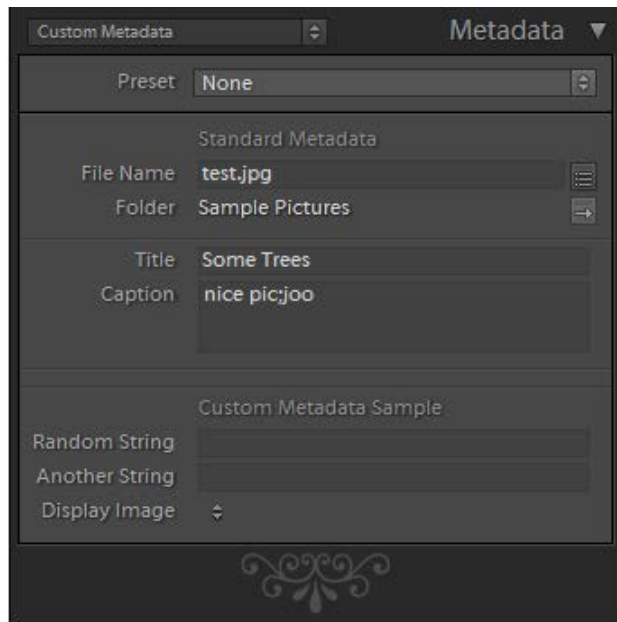 Custom Metadata Metadata
Preset None
Standard Metadata
File Name test.jpg
Folder Sample Pictures
Title Some Trees
Caption nice pic;joo
Custom Metadata Sample
Random String
Another String
Display Image